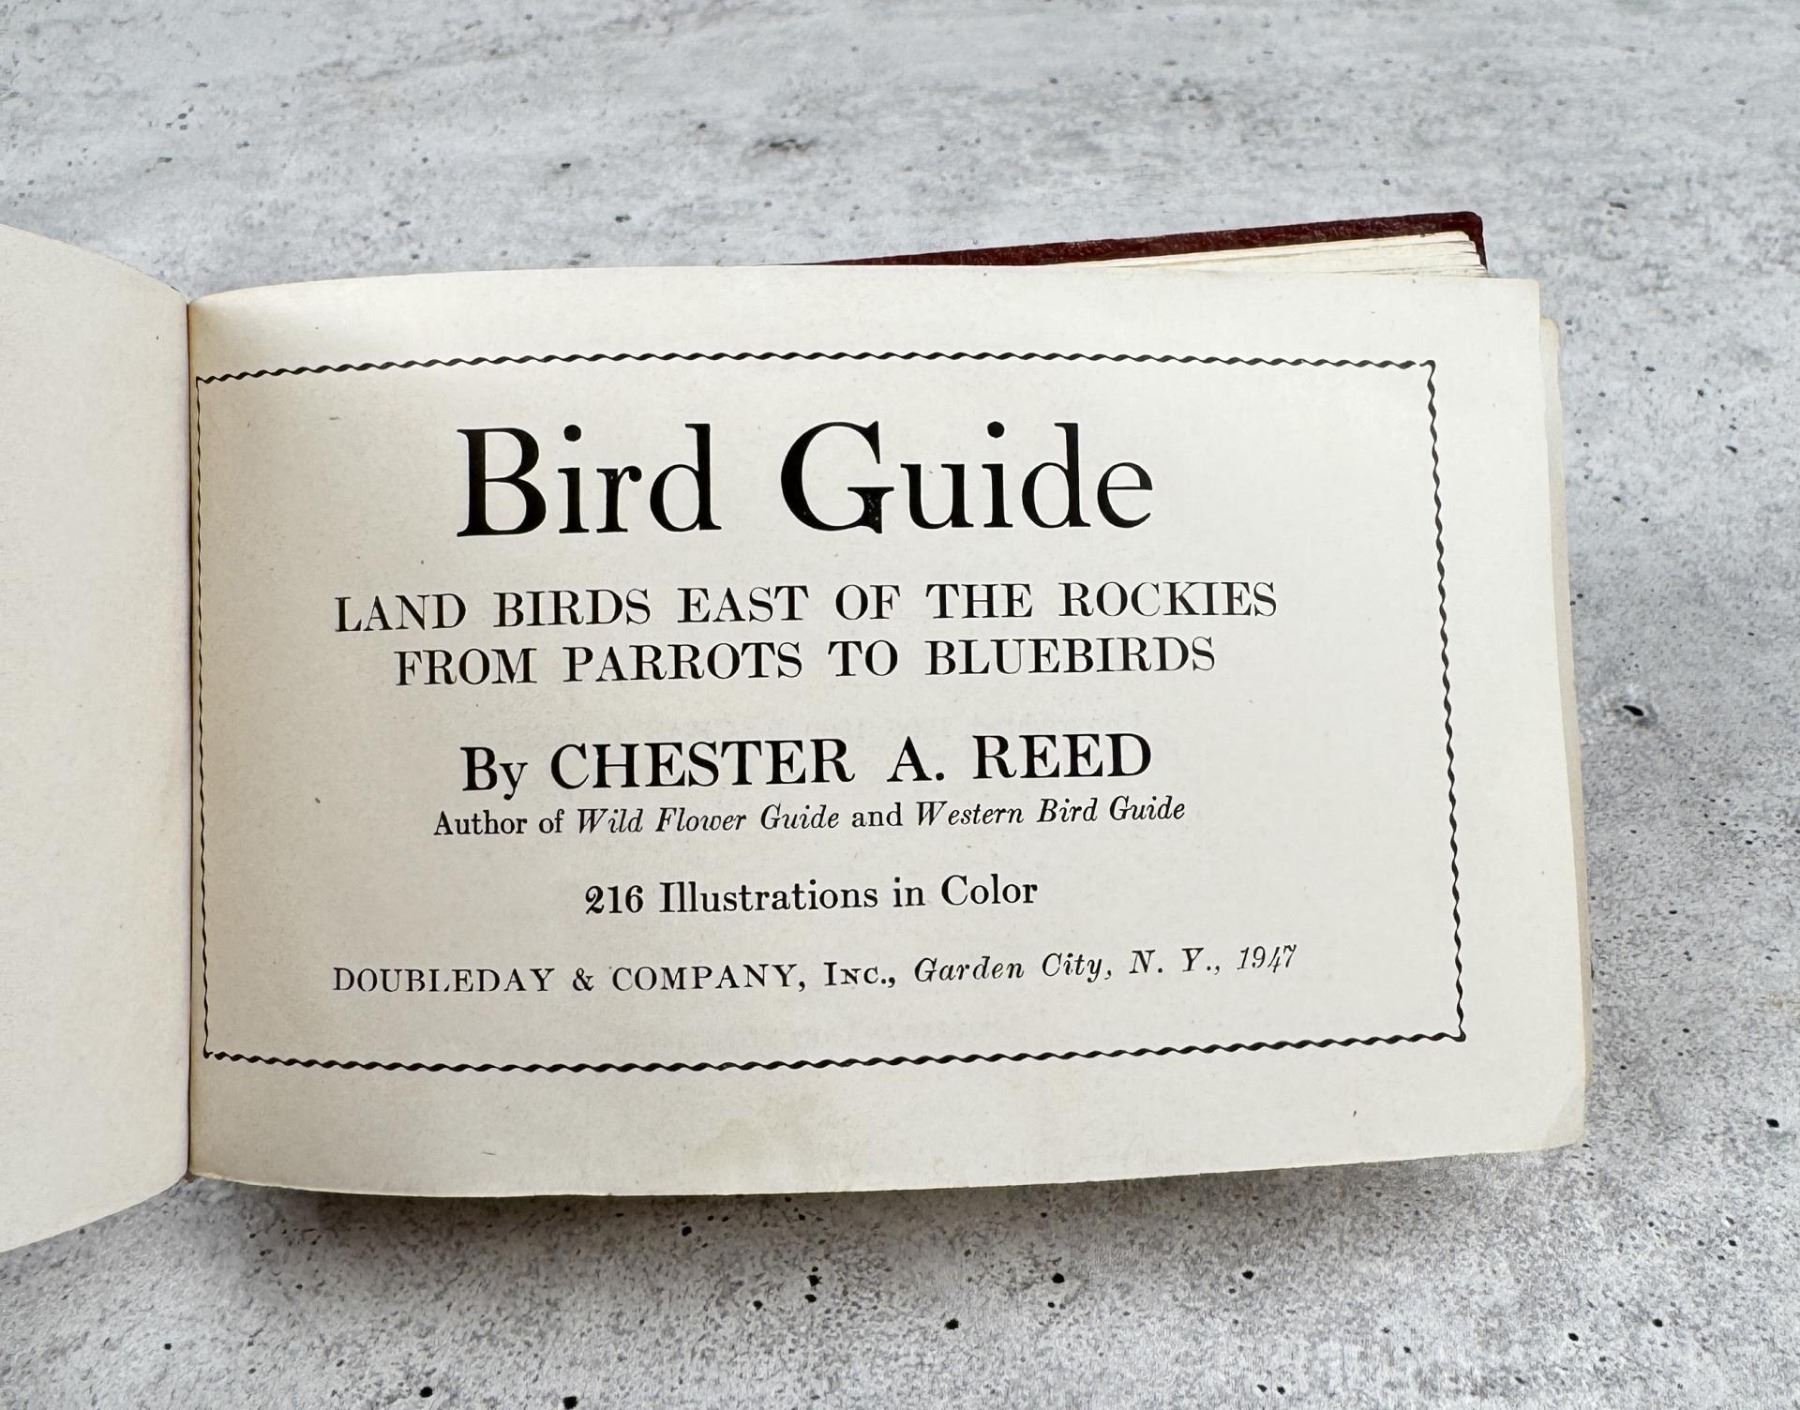 Bird Guide
LAND BIRDS EAST OF THE ROCKIES
FROM PARROTS TO BLUEBIRDS
By CHESTER A. REED
Author of Wild Flower Guide and Western Bird Guide
216 Illustrations in Color
DOUBLEDAY & COMPANY, INC., Garden City, N. Y., 1947